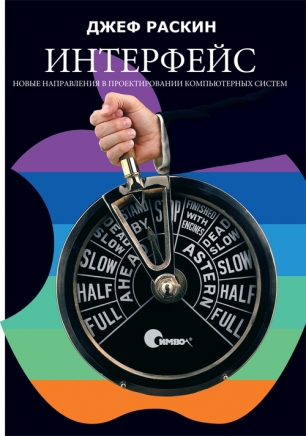 ДЖЕФ РАСКИН
ИНТЕРФЕЙС
НОВЫЕ НАПРАВЛЕНИЯ В ПРОЕКТИРОВАНИИ КОМПЬЮТЕРНЫХ СИСТЕМ
STAND BY
STOP
FINISHED WITH ENGINES
DEAD SLOW
DEAD SLOW
SLOW
SLOW
HALF
HALF
FULL
FULL
AHEAD
ASTERN
СИМВОЛ